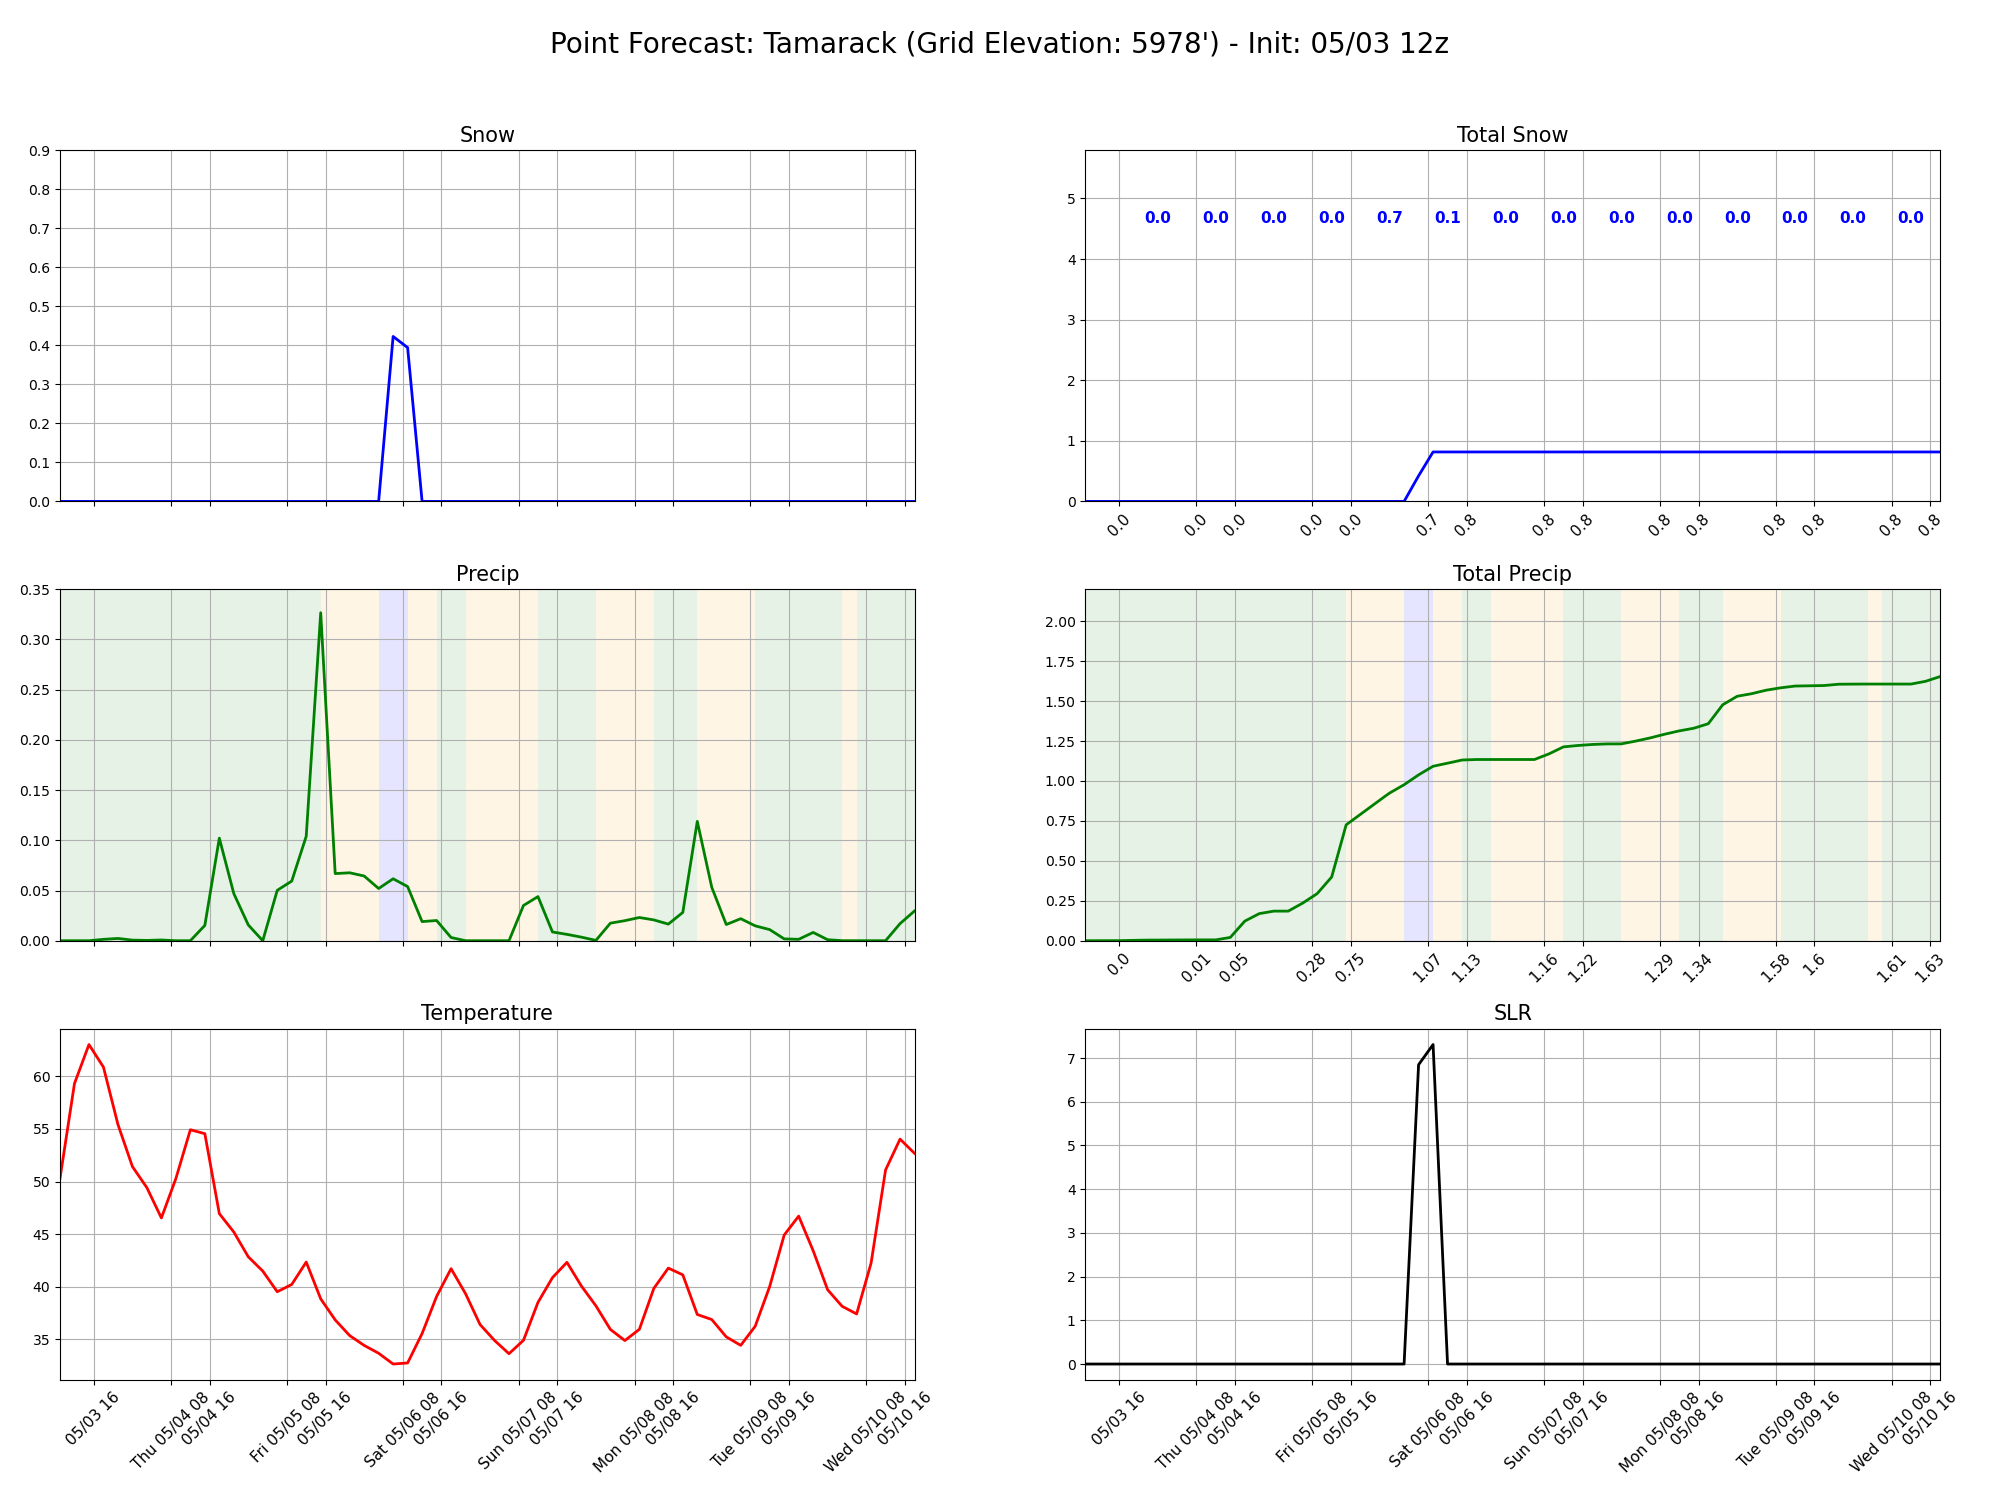 Point Forecast: Tamarack (Grid Elevation: 5978') - Init: 05/03 12z
Snow
0.9
0.8
0.7
0.6
0.5
0.4
0.3
0.2
0.1
0.0
Total Snow
5
4
3
2
1
0
0.0 0.0 0.0 0.0 0.7 0.1 0.0 0.0 0.0 0.0 0.0 0.0 0.0 0.0
0.0 0.0 0.0 0.0 0.0 0.7 0.8 0.8 0.8 0.8 0.8 0.8 0.8 0.8 0.8
Precip
0.35
0.30
0.25
0.20
0.15
0.10
0.05
0.00
Total Precip
2.00
1.75
1.50
1.25
1.00
0.75
0.50
0.25
0.00
0.0 0.01 0.05 0.28 0.75 1.07 1.13 1.16 1.22 1.29 1.34 1.58 1.6 1.61 1.63
Temperature
60
55
50
45
40
35
05/03 16
Thu 05/04 08
05/04 16
Fri 05/05 08
05/05 16
Sat 05/06 08
05/06 16
Sun 05/07 08
05/07 16
Mon 05/08 08
05/08 16
Tue 05/09 08
05/09 16
Wed 05/10 08
05/10 16
SLR
7
6
5
4
3
2
1
0
05/03 16
Thu 05/04 08
05/04 16
Fri 05/05 08
05/05 16
Sat 05/06 08
05/06 16
Sun 05/07 08
05/07 16
Mon 05/08 08
05/08 16
Tue 05/09 08
05/09 16
Wed 05/10 08
05/10 16